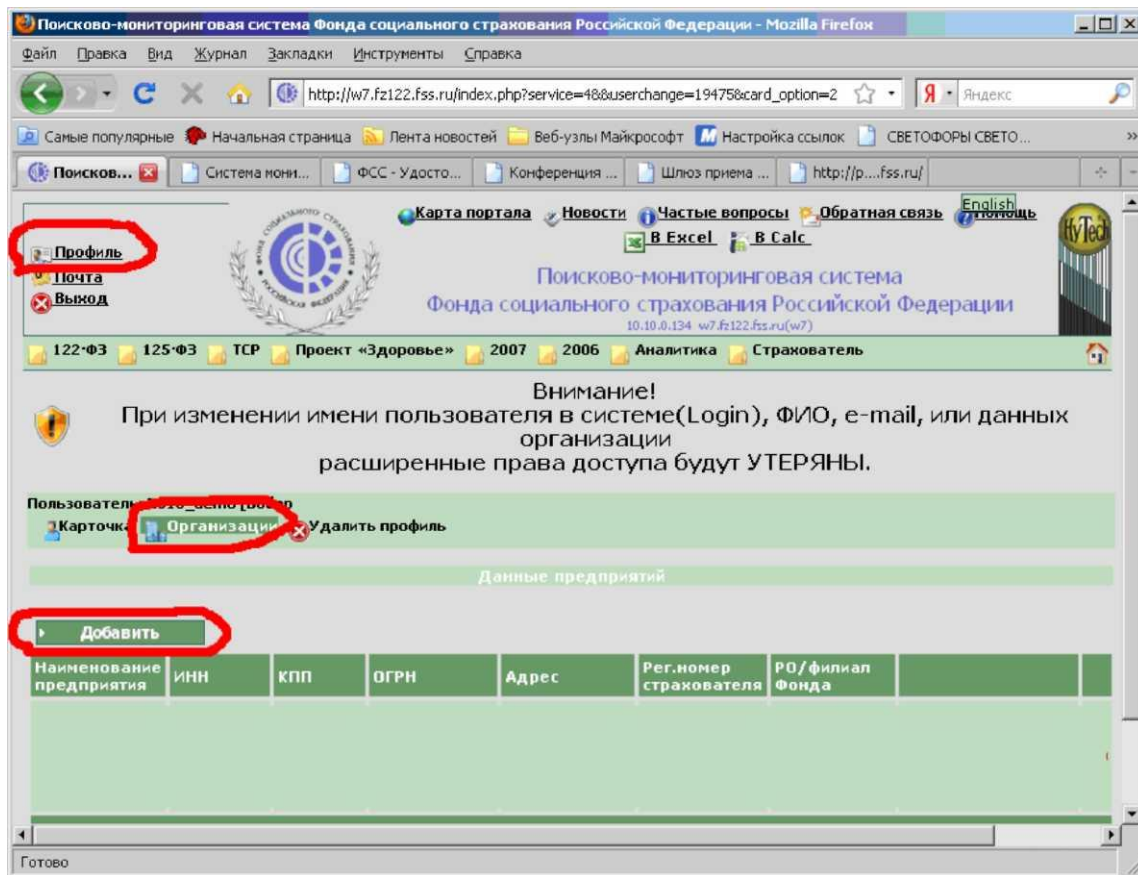 Поисково-мониторинговая система Фонда социального страхования Российской Федерации - Mozilla Firefox
Файл Правка Вид Журнал Закладки Инструменты Справка
http://w7.fz122.fss.ru/index.php?service=48&userchange=19475&card_option=2 Я Яндекс
Самые популярные Начальная страница Лента новостей Веб-узлы Майкрософт Настройка ссылок СВЕТОФОРЫ СВЕТО...
Поисков... Система мони... ФСС - Удосто... Конференция ... Шлюз приема ... http://p....fss.ru/
English
Карта портала Новости Частые вопросы Обратная связь Помощь
В Excel В Calc
HyTech
Профиль
Почта
Выход
Поисково-мониторинговая система
Фонда социального страхования Российской Федерации
10.10.0.134 w7.fz122.fss.ru(w7)
122-ФЗ 125-ФЗ ТСР Проект «Здоровье» 2007 2006 Аналитика Страхователь
Внимание!
При изменении имени пользователя в системе(Login), ФИО, e-mail, или данных
организации
расширенные права доступа будут УТЕРЯНЫ.
Пользователь
Карточка Организации Удалить профиль
Данные предприятий
Добавить
Наименование предприятия ИНН КПП ОГРН Адрес Рег.номер страхователя РО/филиал Фонда
Готово